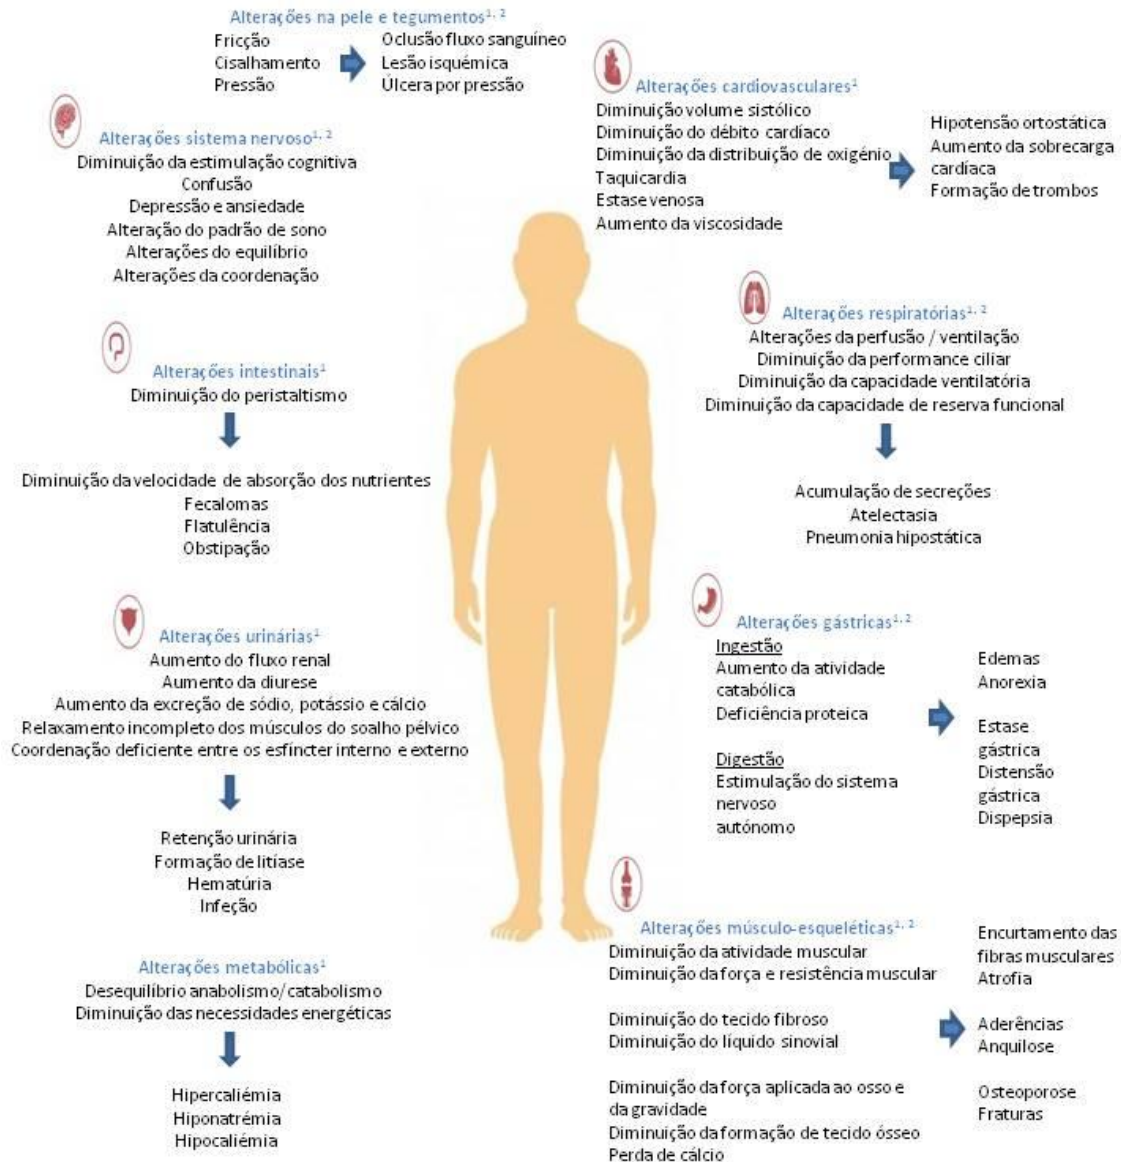 Alterações na pele e tegumentos¹, ²
Fricção
Cisalhamento
Pressão
Oclusão fluxo sanguíneo
Lesão isquémica
Úlcera por pressão
Alterações cardiovasculares¹
Diminuição volume sistólico
Diminuição do débito cardíaco
Diminuição da distribuição de oxigénio
Taquicardia
Estase venosa
Aumento da viscosidade
Hipotensão ortostática
Aumento da sobrecarga
cardíaca
Formação de trombos
Alterações sistema nervoso¹, ²
Diminuição da estimulação cognitiva
Confusão
Depressão e ansiedade
Alteração do padrão de sono
Alterações do equilíbrio
Alterações da coordenação
Alterações respiratórias¹, ²
Alterações da perfusão / ventilação
Diminuição da performance ciliar
Diminuição da capacidade ventilatória
Diminuição da capacidade de reserva funcional
Acumulação de secreções
Atelectasia
Pneumonia hipostática
Alterações intestinais¹
Diminuição do peristaltismo
Diminuição da velocidade de absorção dos nutrientes
Fecalomas
Flatulência
Obstipação
Alterações gástricas¹, ²
Ingestão
Aumento da atividade
catabólica
Deficiência proteica
Digestão
Estimulação do sistema
nervoso
autónomo
Edemas
Anorexia
Estase
gástrica
Distensão
gástrica
Dispepsia
Alterações urinárias¹
Aumento do fluxo renal
Aumento da diurese
Aumento da excreção de sódio, potássio e cálcio
Relaxamento incompleto dos músculos do soalho pélvico
Coordenação deficiente entre os esfíncter interno e externo
Retenção urinária
Formação de litíase
Hematúria
Infeção
Alterações músculo-esqueléticas¹, ²
Diminuição da atividade muscular
Diminuição da força e resistência muscular
Diminuição do tecido fibroso
Diminuição do líquido sinovial
Diminuição da força aplicada ao osso e
da gravidade
Diminuição da formação de tecido ósseo
Perda de cálcio
Encurtamento das
fibras musculares
Atrofia
Aderências
Anquilose
Osteoporose
Fraturas
Alterações metabólicas¹
Desequilíbrio anabolismo/catabolismo
Diminuição das necessidades energéticas
Hipercaliémia
Hiponatrémia
Hipocaliémia